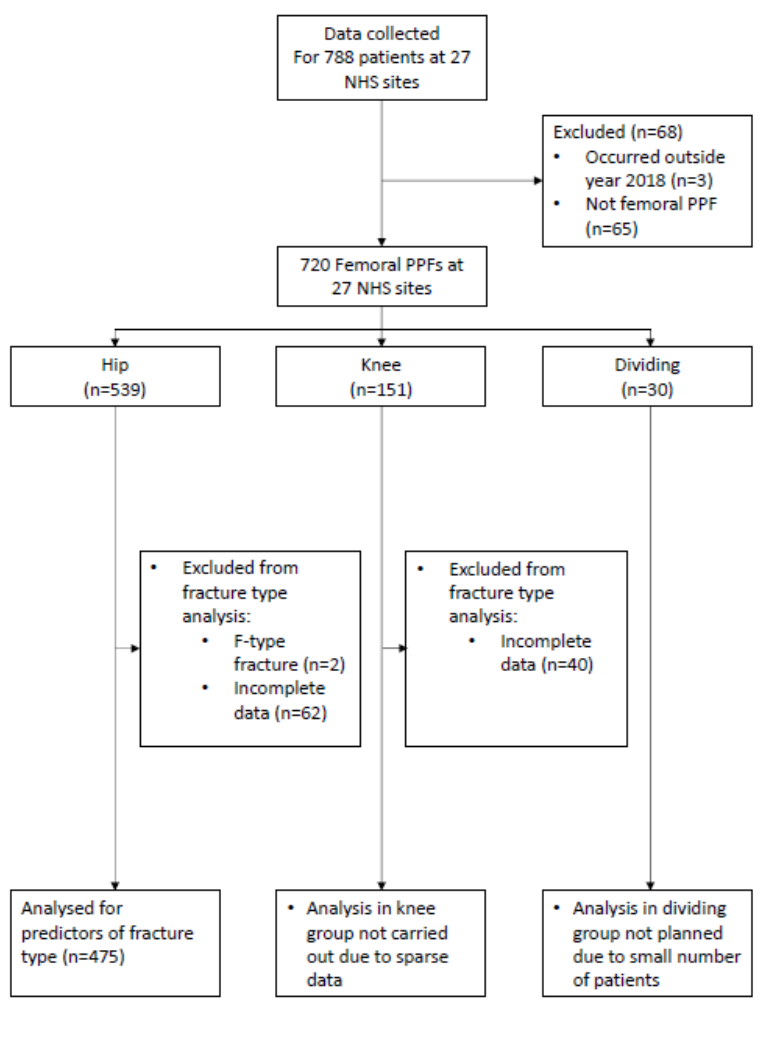 Data collected
For 788 patients at 27
NHS sites
Excluded (n=68)
• Occurred outside
year 2018 (n=3)
• Not femoral PPF
(n=65)
720 Femoral PPFs at
27 NHS sites
Hip
(n=539)
Knee
(n=151)
Dividing
(n=30)
• Excluded from
fracture type
analysis:
• F-type
fracture (n=2)
• Incomplete
data (n=62)
• Excluded from
fracture type
analysis:
• Incomplete
data (n=40)
Analysed for
predictors of fracture
type (n=475)
• Analysis in knee
group not carried
out due to sparse
data
• Analysis in dividing
group not planned
due to small number
of patients